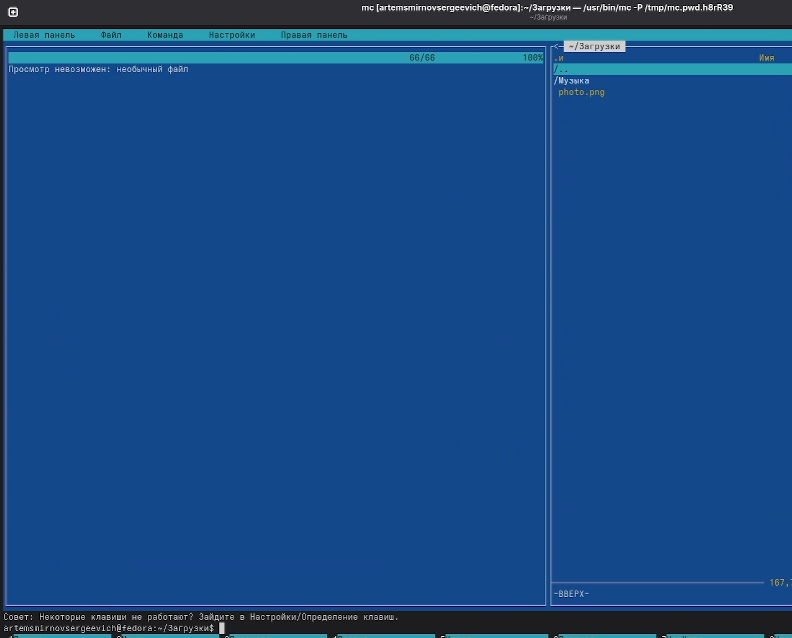 mc [artemsmirnovsergeevich@fedora]:~/Загрузки — /usr/bin/mc -P /tmp/mc.pwd.h8rR39
~/Загрузки
Левая панель Файл Команда Настройки Правая панель
<— ~/Загрузки
66/66 100%
.и Имя
Просмотр невозможен: необычный файл
/..
/Музыка
photo.png
167,
-ВВЕРХ-
Совет: Некоторые клавиши не работают? Зайдите в Настройки/Определение клавиш.
artemsmirnovsergeevich@fedora:~/Загрузки$